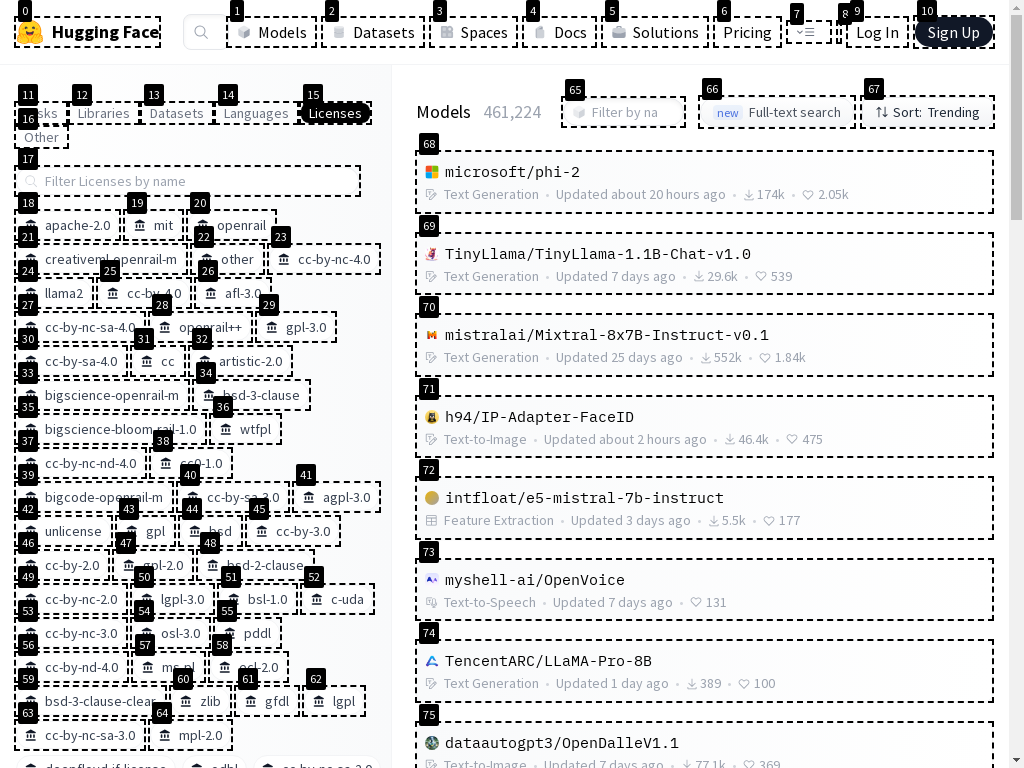 0 1 2 3 4 5 6 7 8 9 10
Hugging Face Models Datasets Spaces Docs Solutions Pricing Log In Sign Up
11 12 13 14 15
Libraries Datasets Languages Licenses
16
Other
17
Filter Licenses by name
18 19 20
apache-2.0 mit openrail
21 22 23
creativeml-openrail-m other cc-by-nc-4.0
24 25 26
llama2 cc-by-4.0 afl-3.0
27 28 29
cc-by-nc-sa-4.0 openrail++ gpl-3.0
30 31 32
cc-by-sa-4.0 cc artistic-2.0
33 34
bigscience-openrail-m bsd-3-clause
35 36
bigscience-bloom-rail-1.0 wtfpl
37 38
cc-by-nc-nd-4.0 cc0-1.0
39 40 41
bigcode-openrail-m cc-by-sa-3.0 agpl-3.0
42 43 44 45
unlicense gpl bsd cc-by-3.0
46 47 48
cc-by-2.0 gpl-2.0 bsd-2-clause
49 50 51 52
cc-by-nc-2.0 lgpl-3.0 bsl-1.0 c-uda
53 54 55
cc-by-nc-3.0 osl-3.0 pddl
56 57 58
cc-by-nd-4.0 ms-pl ecl-2.0
59 60 61 62
bsd-3-clause-clear zlib gfdl lgpl
63 64
cc-by-nc-sa-3.0 mpl-2.0
65 66 67
Models 461,224 Filter by na new Full-text search Sort: Trending
68
microsoft/phi-2
Text Generation • Updated about 20 hours ago • 174k • 2.05k
69
TinyLlama/TinyLlama-1.1B-Chat-v1.0
Text Generation • Updated 7 days ago • 29.6k • 539
70
mistralai/Mixtral-8x7B-Instruct-v0.1
Text Generation • Updated 25 days ago • 552k • 1.84k
71
h94/IP-Adapter-FaceID
Text-to-Image • Updated about 2 hours ago • 46.4k • 475
72
intfloat/e5-mistral-7b-instruct
Feature Extraction • Updated 3 days ago • 5.5k • 177
73
myshell-ai/OpenVoice
Text-to-Speech • Updated 7 days ago • 131
74
TencentARC/LLaMA-Pro-8B
Text Generation • Updated 1 day ago • 389 • 100
75
dataautogpt3/OpenDalleV1.1
Text-to-Image • Updated 7 days ago • 77.1k • 369